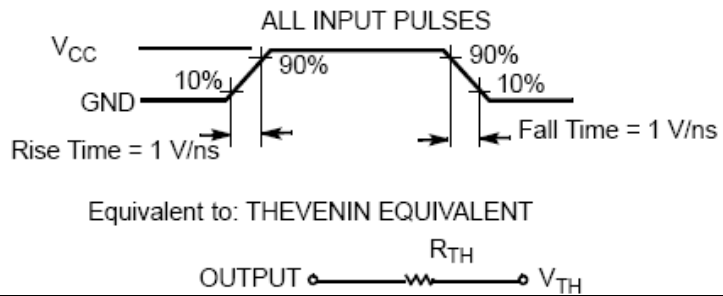 ALL INPUT PULSES
VCC
90%
90%
10%
10%
GND
Rise Time = 1 V/ns
Fall Time = 1 V/ns
Equivalent to: THEVENIN EQUIVALENT
RTH
OUTPUT
VTH